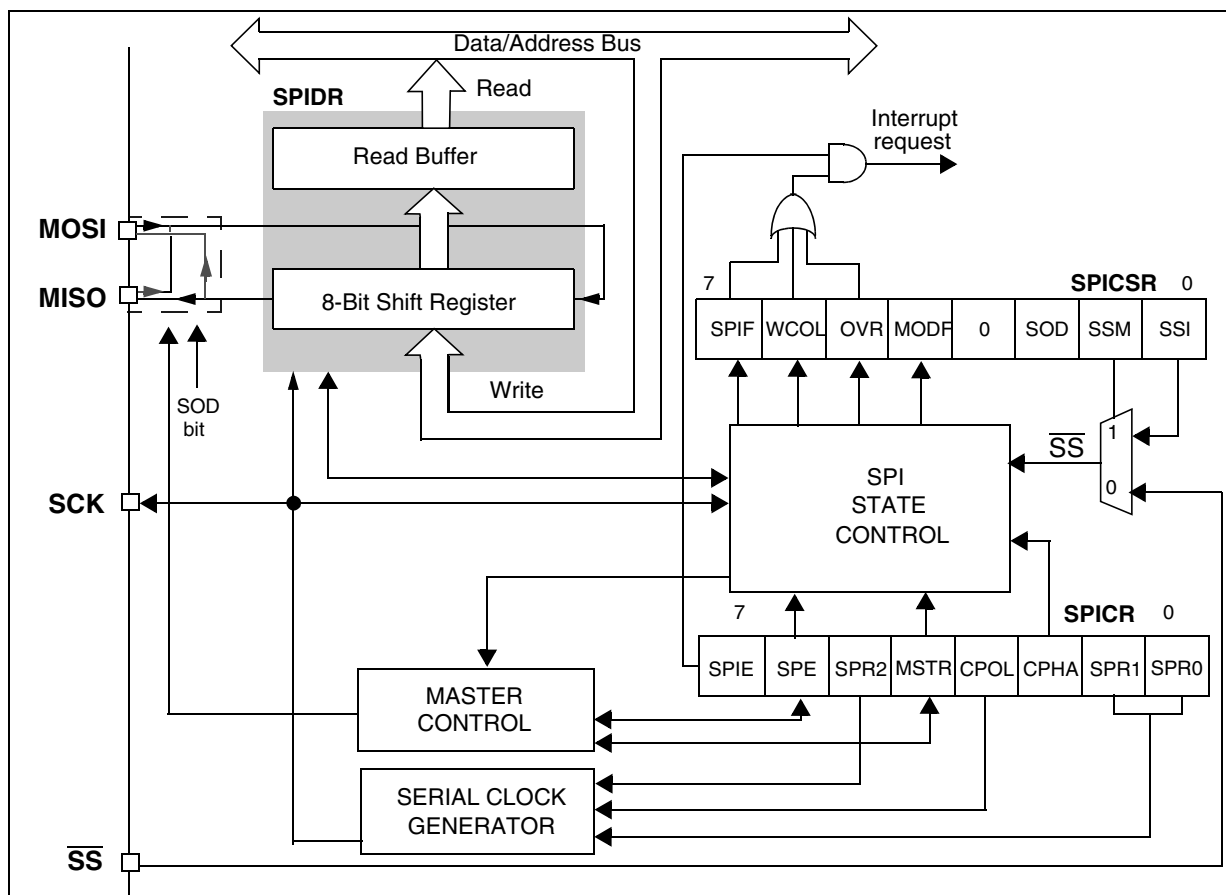 Data/Address Bus
Read
SPIDR
Interrupt
request
Read Buffer
MOSI
MISO
8-Bit Shift Register
7
SPICSR
0
SPIF WCOL OVR MODF 0 SOD SSM SSI
Write
SOD
bit
1
SS
0
SCK
SPI
STATE
CONTROL
7
SPICR
0
SPIE SPE SPR2 MSTR CPOL CPHA SPR1 SPR0
MASTER
CONTROL
SERIAL CLOCK
GENERATOR
SS